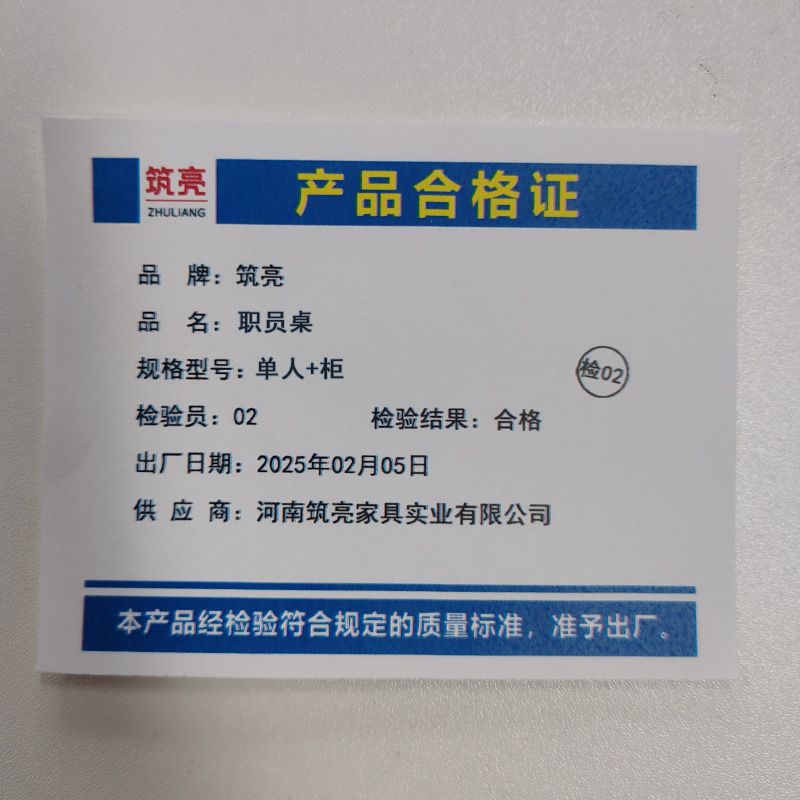 筑亮
ZHULIANG
产品合格证
品 牌：筑亮
品 名：职员桌
规格型号：单人+柜
检02
检验员：02 检验结果：合格
出厂日期：2025年02月05日
供 应 商：河南筑亮家具实业有限公司
本产品经检验符合规定的质量标准，准予出厂。